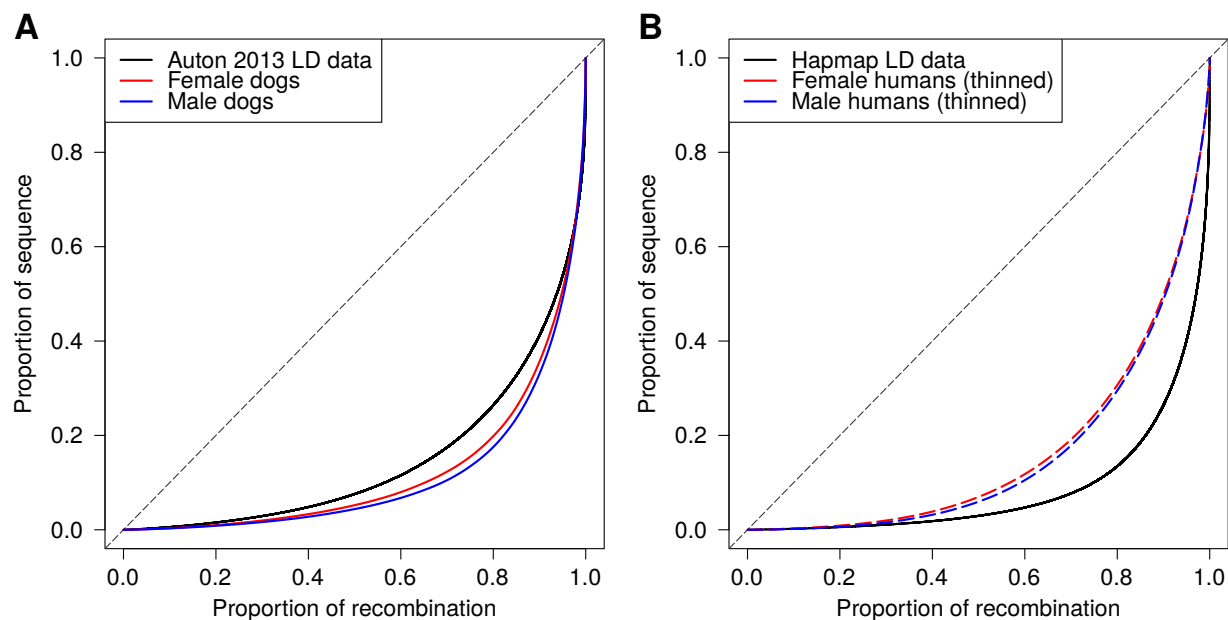 A
Auton 2013 LD data
Female dogs
Male dogs
1.0
0.8
0.6
0.4
0.2
0.0
Proportion of sequence
0.0 0.2 0.4 0.6 0.8 1.0
Proportion of recombination
B
Hapmap LD data
Female humans (thinned)
Male humans (thinned)
1.0
0.8
0.6
0.4
0.2
0.0
Proportion of sequence
0.0 0.2 0.4 0.6 0.8 1.0
Proportion of recombination